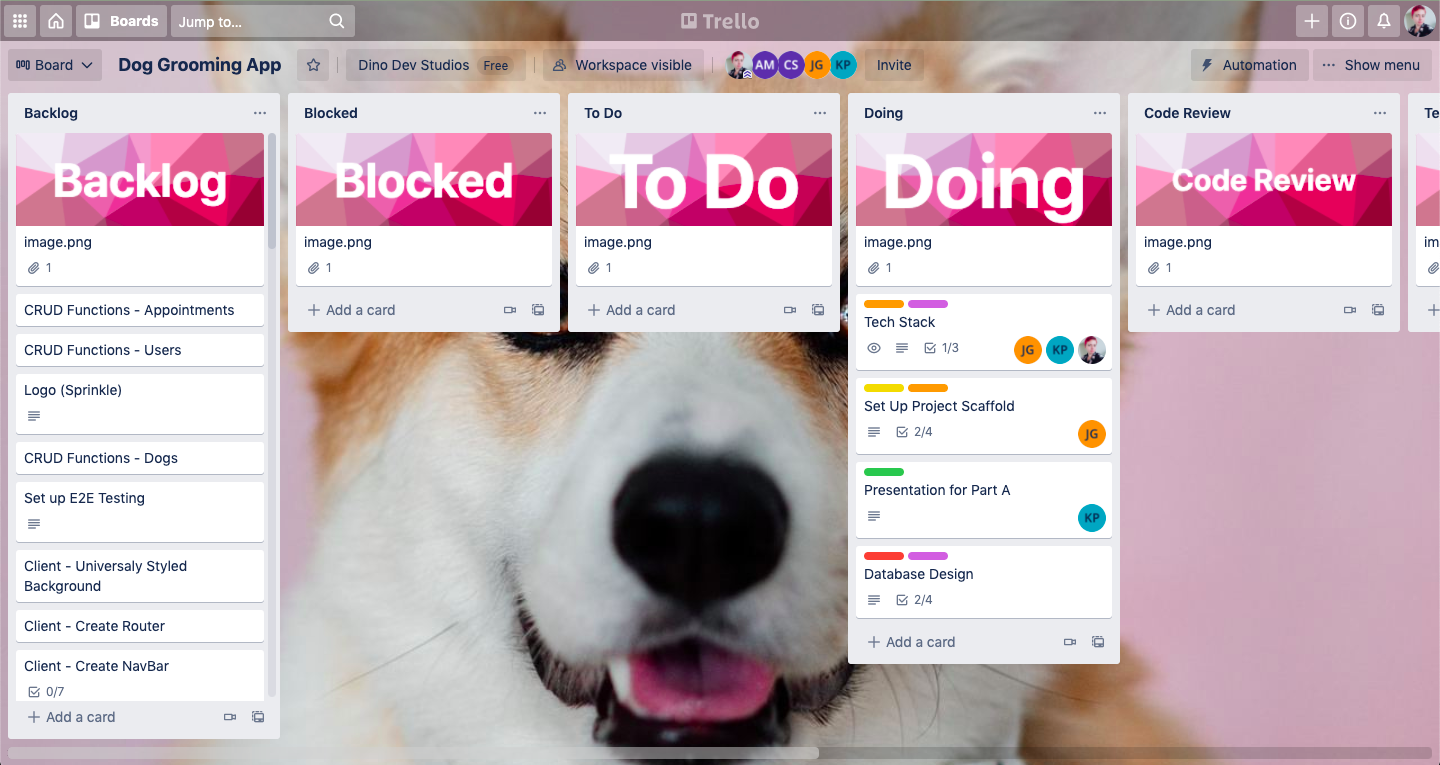 Boards
Jump to...
Trello
Board
Dog Grooming App
Dino Dev Studios Free
Workspace visible
AM
CS
JG
KP
Invite
Automation
Show menu
Backlog
Backlog
image.png
1
CRUD Functions - Appointments
CRUD Functions - Users
Logo (Sprinkle)
CRUD Functions - Dogs
Set up E2E Testing
Client - Universaly Styled
Background
Client - Create Router
Client - Create NavBar
0/7
Add a card
Blocked
Blocked
image.png
1
Add a card
To Do
To Do
image.png
1
Add a card
Doing
Doing
image.png
1
Tech Stack
1/3
JG
KP
Set Up Project Scaffold
2/4
JG
Presentation for Part A
KP
Database Design
2/4
Add a card
Code Review
Code Review
image.png
1
Add a card
Te